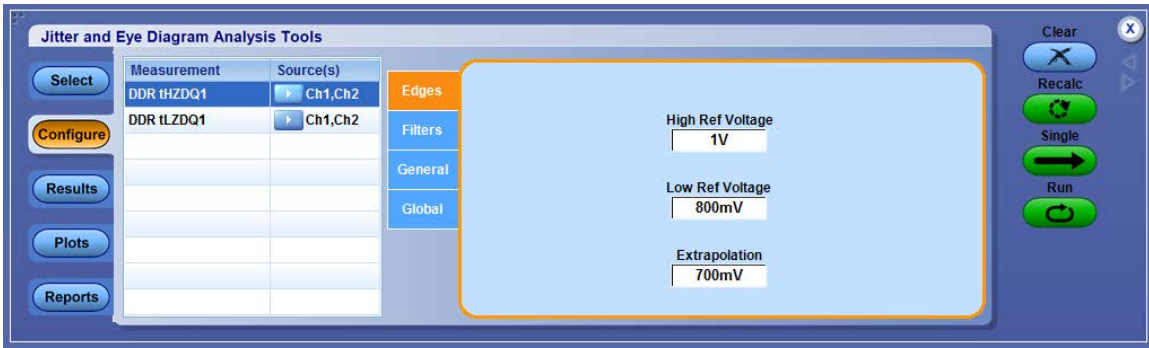 Jitter and Eye Diagram Analysis Tools
Select
Configure
Results
Plots
Reports
Measurement Source(s)
DDR tHZDQ1 Ch1,Ch2
DDR tLZDQ1 Ch1,Ch2
Edges
Filters
General
Global
High Ref Voltage
1V
Low Ref Voltage
800mV
Extrapolation
700mV
Clear
X
Recalc
Single
Run